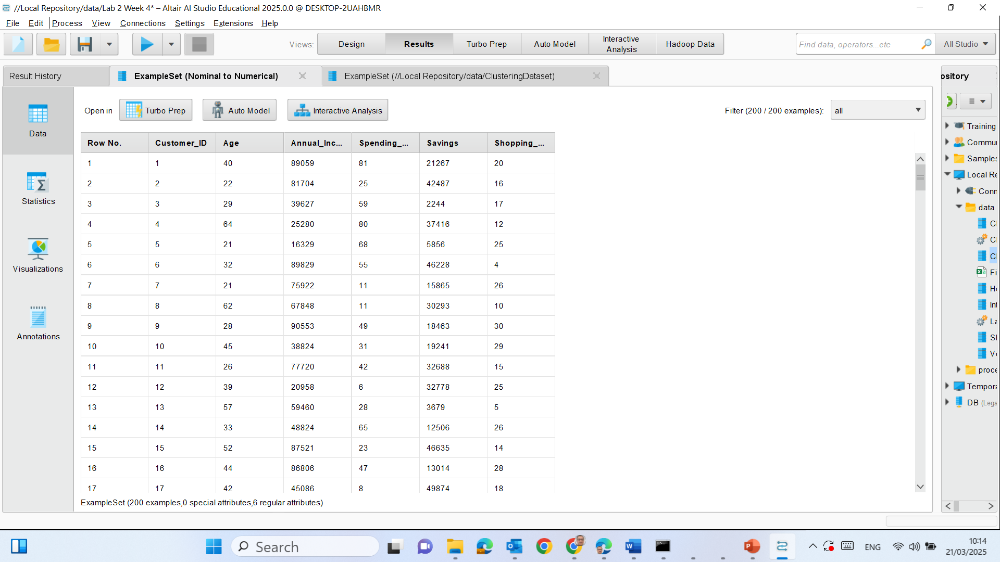 //Local Repository/data/Lab 2 Week 4* – Altair AI Studio Educational 2025.0.0 @ DESKTOP-2UAHBMR
File Edit Process View Connections Settings Extensions Help
Views: Design Results Turbo Prep Auto Model Interactive Analysis Hadoop Data Find data, operators...etc All Studio
Result History ExampleSet (Nominal to Numerical) ExampleSet (//Local Repository/data/ClusteringDataset) ository
Open in Turbo Prep Auto Model Interactive Analysis Filter (200 / 200 examples): all
Data
Statistics
Visualizations
Annotations
Row No. Customer_ID Age Annual_Inc... Spending_... Savings Shopping_...
1 1 40 89059 81 21267 20
2 2 22 81704 25 42487 16
3 3 29 39627 59 2244 17
4 4 64 25280 80 37416 12
5 5 21 16329 68 5856 25
6 6 32 89829 55 46228 4
7 7 21 75922 11 15865 26
8 8 62 67848 11 30293 10
9 9 28 90553 49 18463 30
10 10 45 38824 31 19241 29
11 11 26 77720 42 32688 15
12 12 39 20958 6 32778 25
13 13 57 59460 28 3679 5
14 14 33 48824 65 12506 26
15 15 52 87521 23 46635 14
16 16 44 86806 47 13014 28
17 17 42 45086 8 49874 18
ExampleSet (200 examples,0 special attributes,6 regular attributes)
Training
Commu
Samples
Local Re
Conn
data
C
C
C
Fi
Ho
Int
La
Sl
Ve
proce
Tempora
DB (Lega
Search
ENG
10:14
21/03/2025